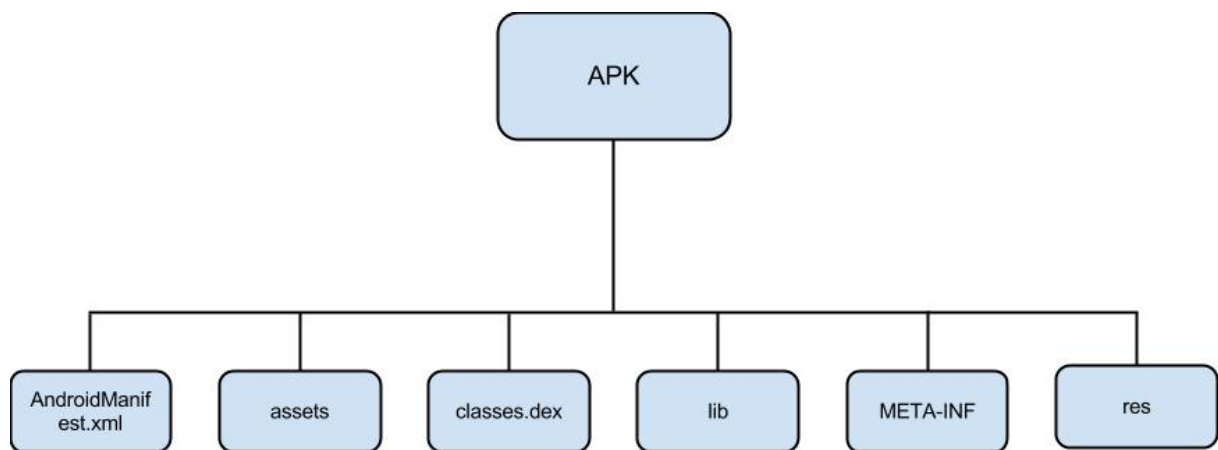 APK
AndroidManif
est.xml
assets
classes.dex
lib
META-INF
res